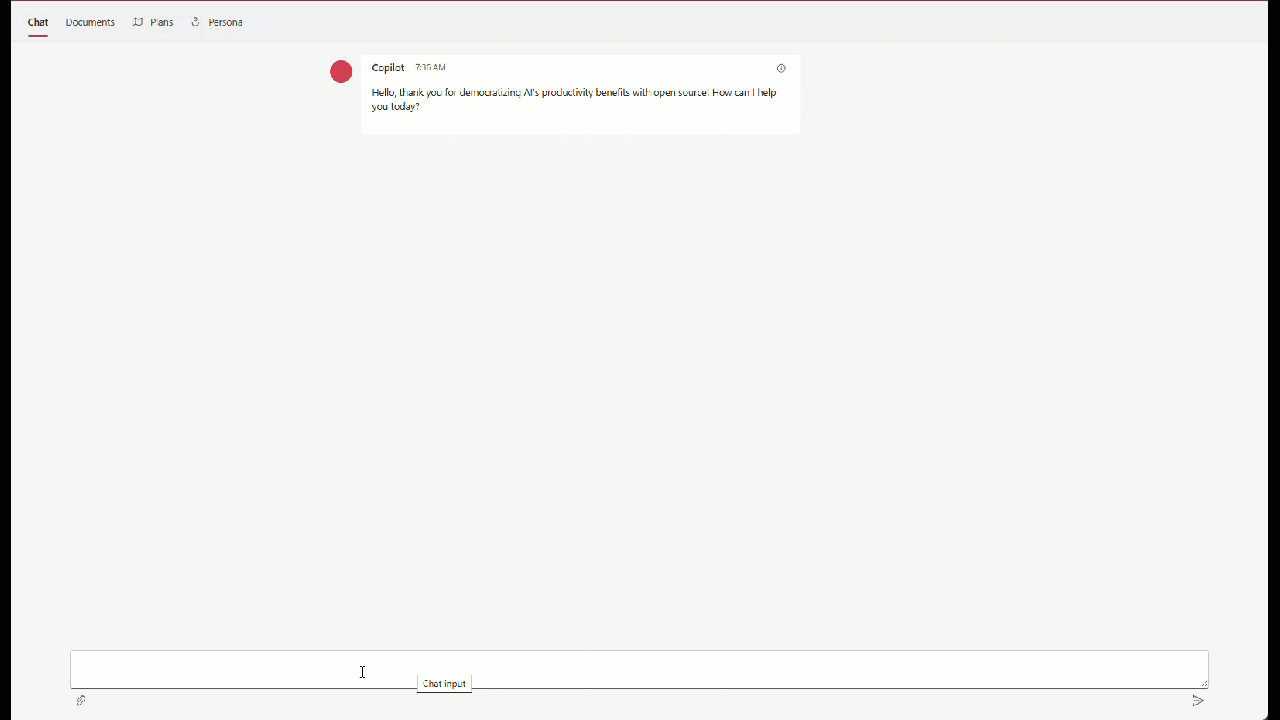 Chat Documents Plans Persona
Copilot 7:36 AM
Hello, thank you for democratizing AI's productivity benefits with open source! How can I help
you today?
Chat input